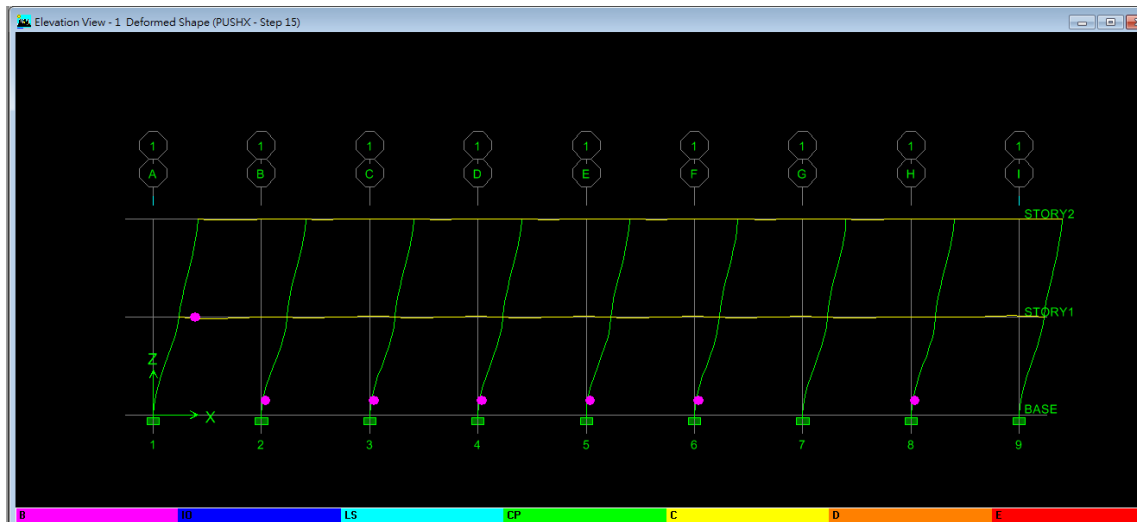 Elevation View - 1 Deformed Shape (PUSHX - Step 15)
1 1 1 1 1 1 1 1 1
A B C D E F G H I
STORY2
STORY1
Z
X
BASE
1 2 3 4 5 6 7 8 9
B IO LS CP C D E